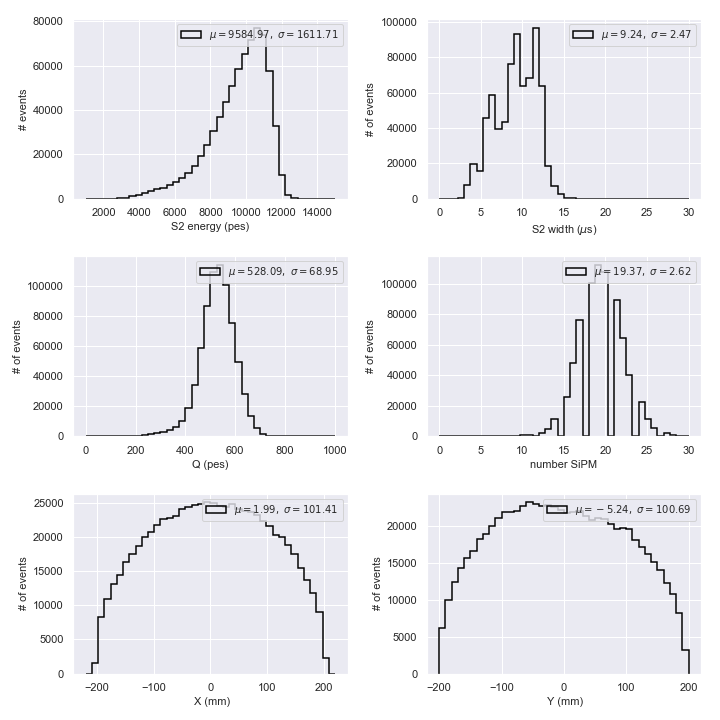 μ = 9584.97, σ = 1611.71
80000
60000
40000
20000
0
# events
2000 4000 6000 8000 10000 12000 14000
S2 energy (pes)
μ = 9.24, σ = 2.47
100000
80000
60000
40000
20000
0
# of events
0 5 10 15 20 25 30
S2 width (μs)
μ = 528.09, σ = 68.95
100000
80000
60000
40000
20000
0
# of events
0 200 400 600 800 1000
Q (pes)
μ = 19.37, σ = 2.62
100000
80000
60000
40000
20000
0
# of events
0 5 10 15 20 25 30
number SiPM
μ = 1.99, σ = 101.41
25000
20000
15000
10000
5000
0
# of events
−200 −100 0 100 200
X (mm)
μ = −5.24, σ = 100.69
20000
15000
10000
5000
0
# of events
−200 −100 0 100 200
Y (mm)